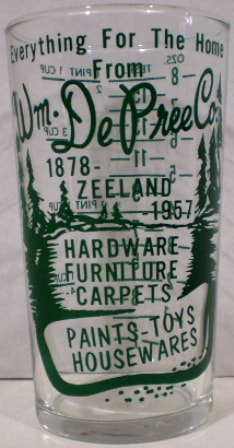 Everything For The Home
From
Wm. De Pree Co.
1878-
ZEELAND
-1957
HARDWARE
FURNITURE
CARPETS
PAINTS-TOYS
HOUSEWARES